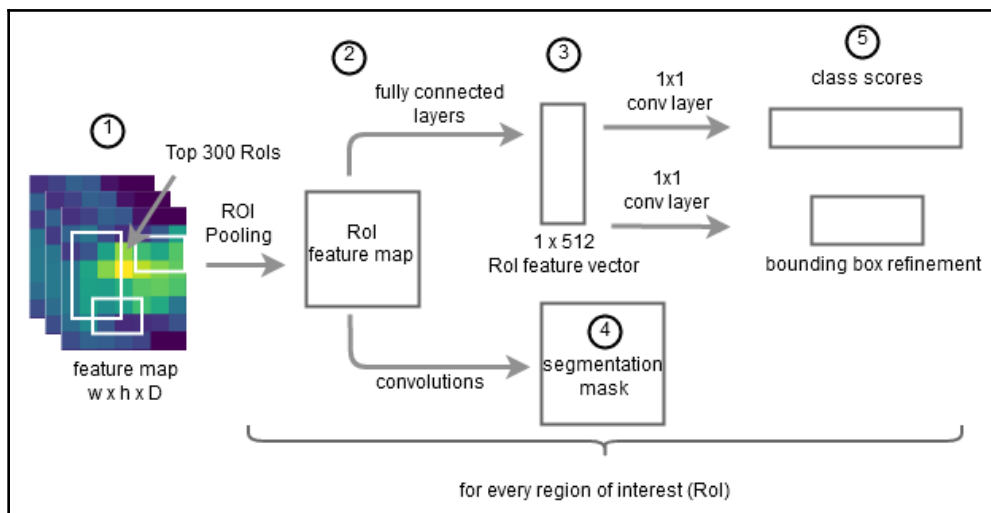 1
Top 300 RoIs
feature map
w x h x D
ROI
Pooling
2
RoI
feature map
fully connected
layers
convolutions
3
1 x 512
RoI feature vector
4
segmentation
mask
1x1
conv layer
1x1
conv layer
5
class scores
bounding box refinement
for every region of interest (RoI)